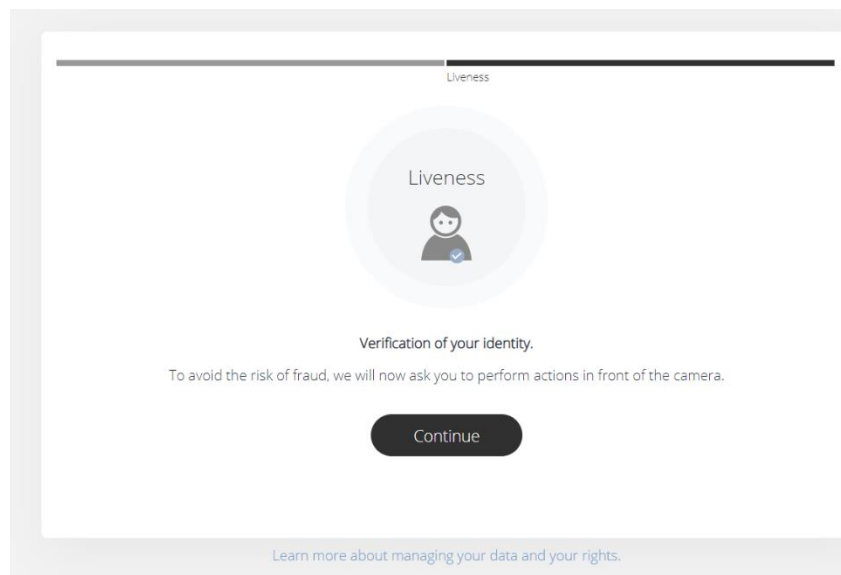 Liveness
Liveness
Verification of your identity.
To avoid the risk of fraud, we will now ask you to perform actions in front of the camera.
Continue
Learn more about managing your data and your rights.